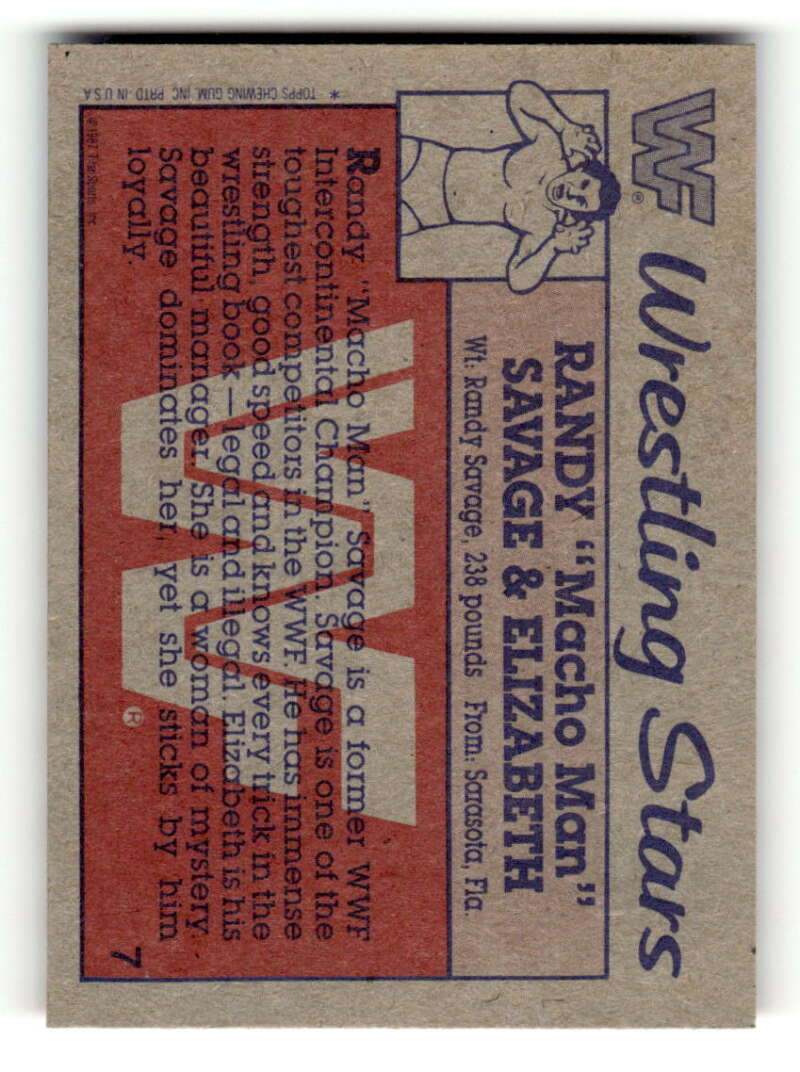 WF® Wrestling Stars
RANDY “Macho Man”
SAVAGE & ELIZABETH
Wt: Randy Savage, 238 pounds From: Sarasota, Fla.
Randy “Macho Man” Savage is a former WWF
Intercontinental Champion. Savage is one of the
toughest competitors in the WWF. He has immense
strength, good speed and knows every trick in the
wrestling book—legal and illegal. Elizabeth is his
beautiful manager. She is a woman of mystery.
Savage dominates her, yet she sticks by him
loyally.
WF ®
7
* TOPPS CHEWING GUM, INC. PRTD. IN U.S.A.
© 1987 TitanSports, Inc.